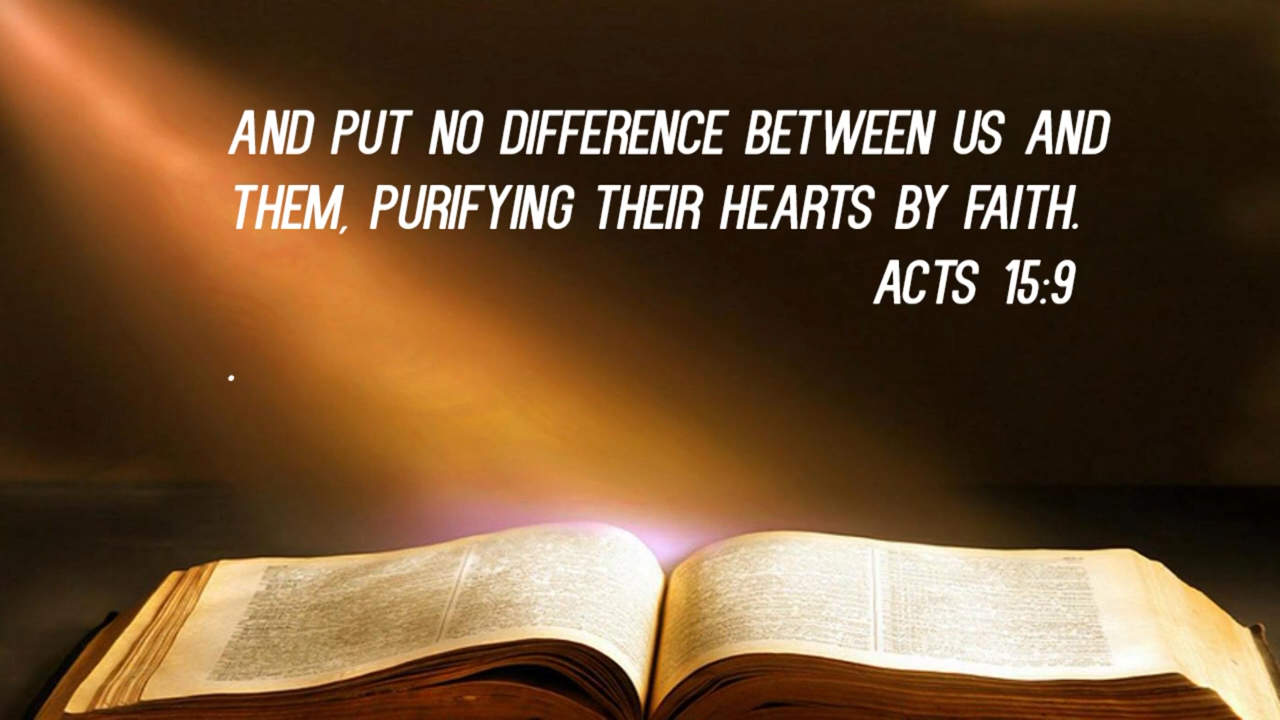 AND PUT NO DIFFERENCE BETWEEN US AND
THEM, PURIFYING THEIR HEARTS BY FAITH.
ACTS 15:9
.